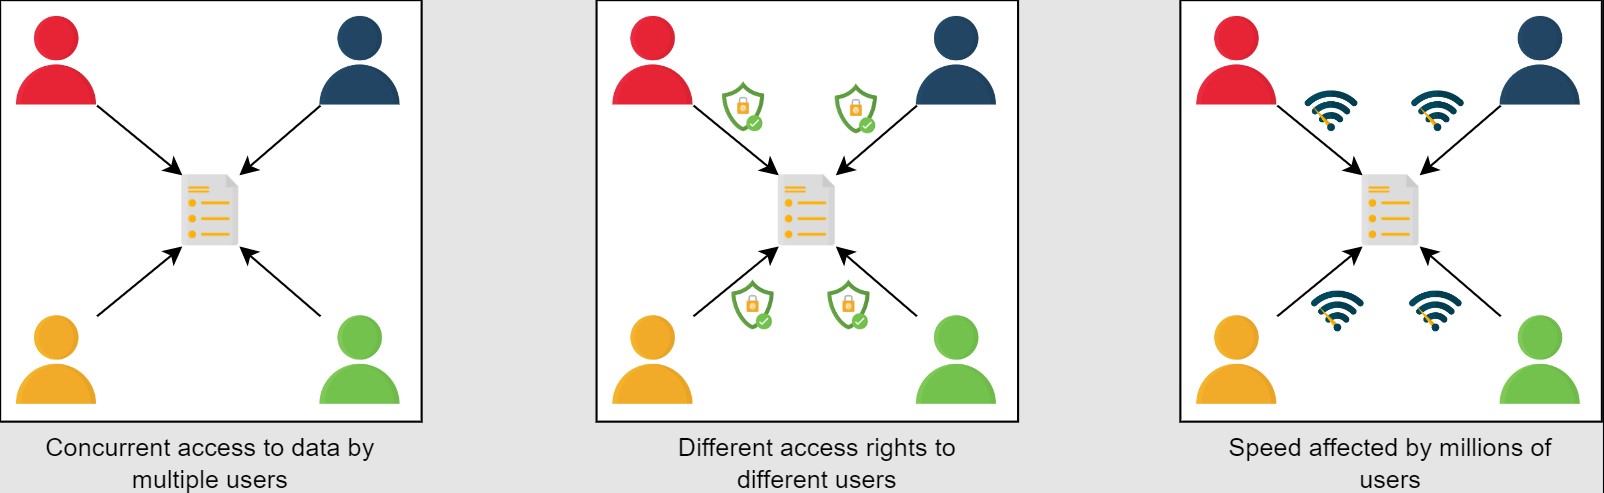 Concurrent access to data by
multiple users
Different access rights to
different users
Speed affected by millions of
users